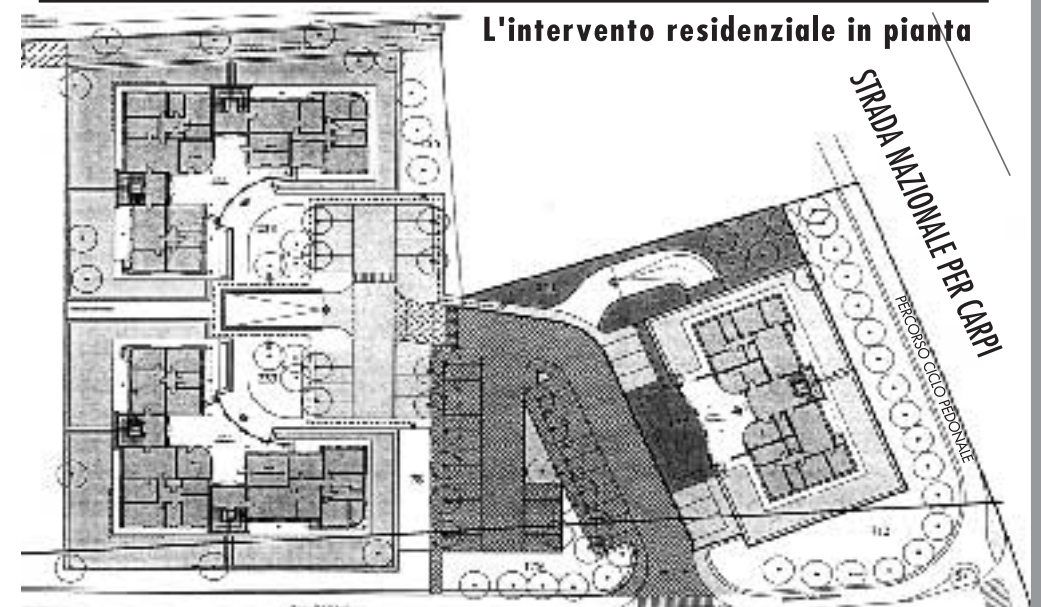 L'intervento residenziale in pianta
STRADA NAZIONALE PER CARPI
PERCORSO CICLO PEDONALE